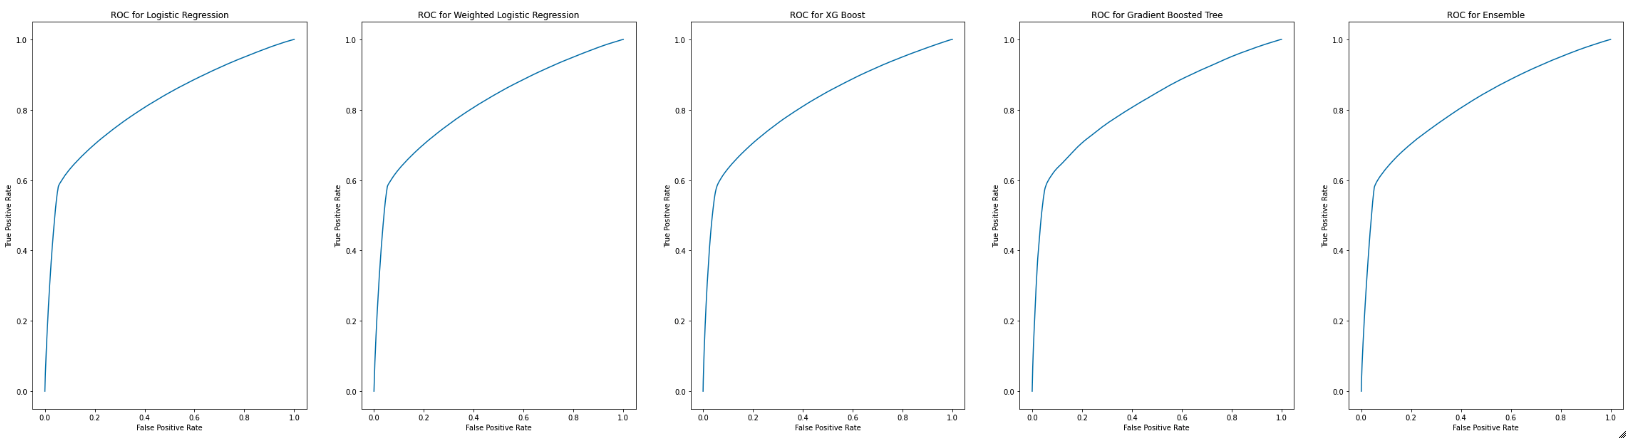 ROC for Logistic Regression
1.0
0.8
0.6
0.4
0.2
0.0
True Positive Rate
0.0 0.2 0.4 0.6 0.8 1.0
False Positive Rate
ROC for Weighted Logistic Regression
1.0
0.8
0.6
0.4
0.2
0.0
True Positive Rate
0.0 0.2 0.4 0.6 0.8 1.0
False Positive Rate
ROC for XG Boost
1.0
0.8
0.6
0.4
0.2
0.0
True Positive Rate
0.0 0.2 0.4 0.6 0.8 1.0
False Positive Rate
ROC for Gradient Boosted Tree
1.0
0.8
0.6
0.4
0.2
0.0
True Positive Rate
0.0 0.2 0.4 0.6 0.8 1.0
False Positive Rate
ROC for Ensemble
1.0
0.8
0.6
0.4
0.2
0.0
True Positive Rate
0.0 0.2 0.4 0.6 0.8 1.0
False Positive Rate